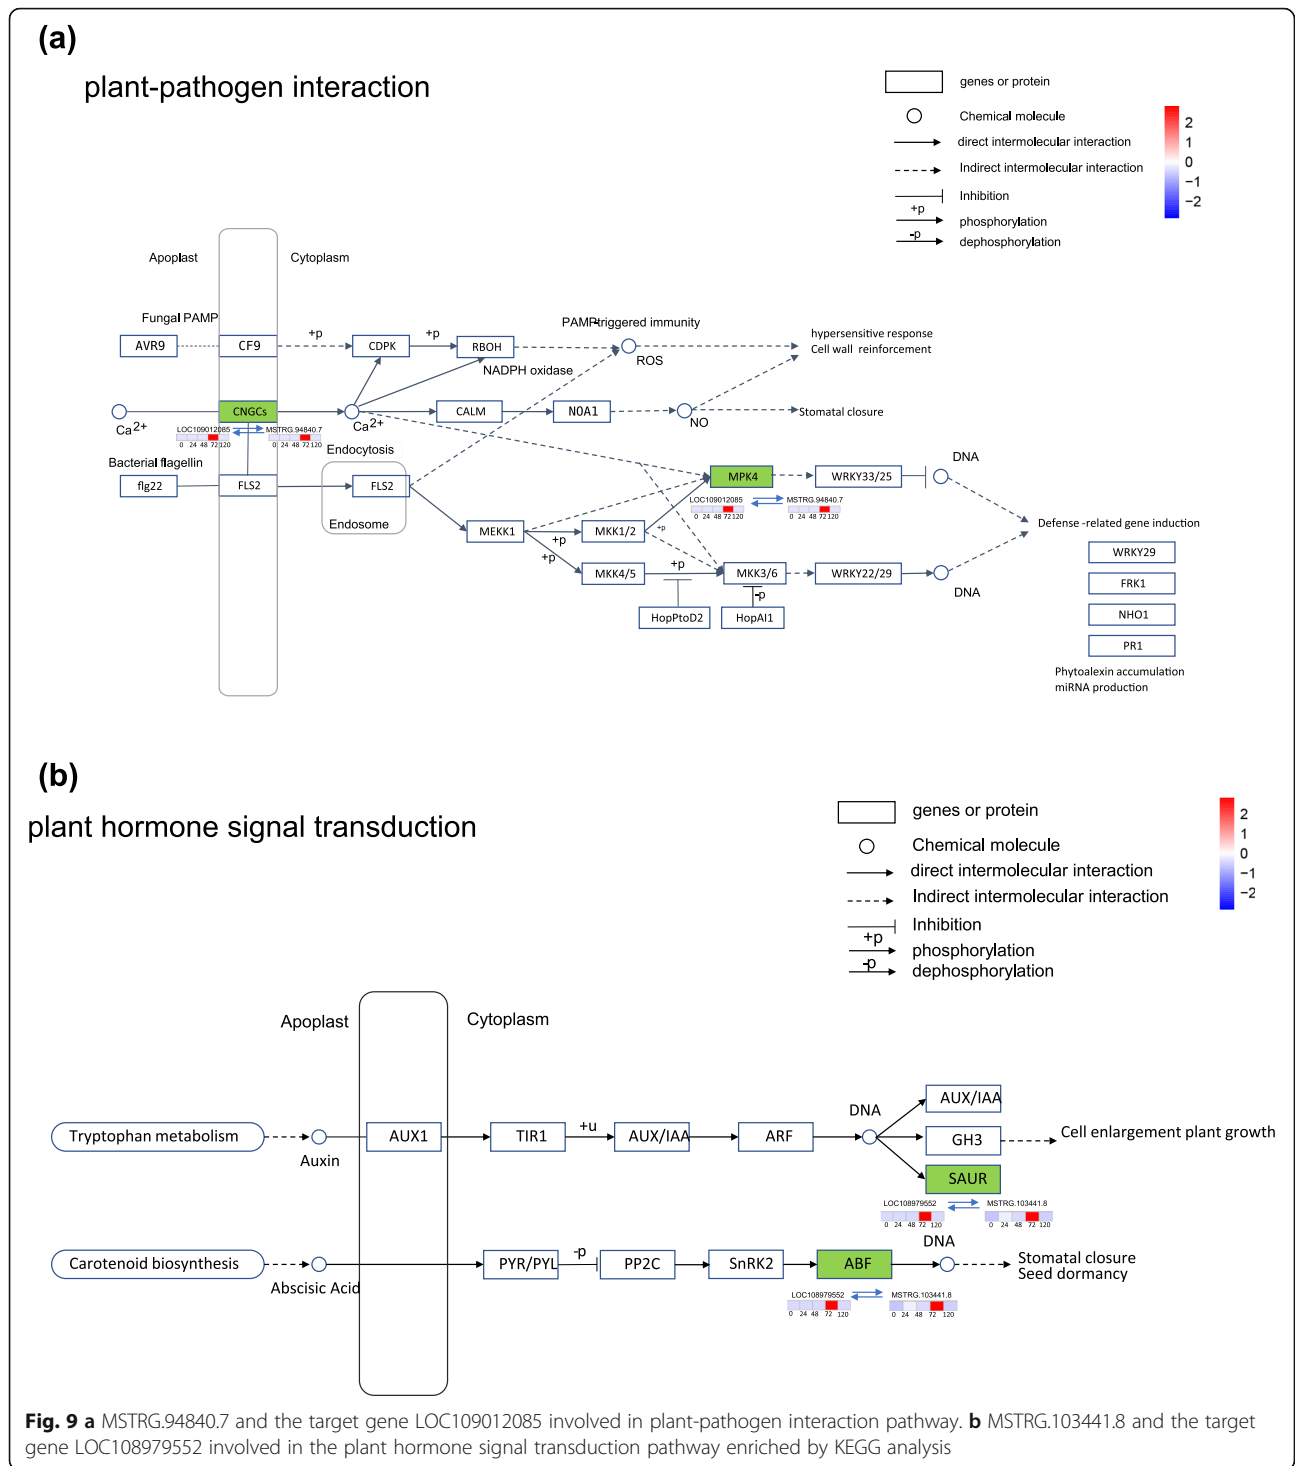 (a)
plant-pathogen interaction
genes or protein
Chemical molecule
direct intermolecular interaction
Indirect intermolecular interaction
Inhibition
+p
phosphorylation
-p
dephosphorylation
2
1
0
−1
−2
Apoplast
Cytoplasm
Fungal PAMP
AVR9
CF9
+p
CDPK
+p
RBOH
NADPH oxidase
PAMP-triggered immunity
ROS
hypersensitive response
Cell wall reinforcement
Ca2+
CNGCs
Ca2+
CALM
NOA1
NO
Stomatal closure
LOC109012085
0 24 48 72 120
MSTRG.94840.7
0 24 48 72 120
Bacterial flagellin
flg22
FLS2
Endocytosis
FLS2
Endosome
MPK4
LOC109012085
0 24 48 72 120
MSTRG.94840.7
0 24 48 72 120
WRKY33/25
DNA
MEKK1
+p
MKK1/2
+p
+p
MKK4/5
+p
MKK3/6
-p
WRKY22/29
DNA
HopPtoD2
HopAI1
Defense -related gene induction
WRKY29
FRK1
NHO1
PR1
Phytoalexin accumulation
miRNA production
(b)
plant hormone signal transduction
genes or protein
Chemical molecule
direct intermolecular interaction
Indirect intermolecular interaction
Inhibition
+p
phosphorylation
-p
dephosphorylation
2
1
0
−1
−2
Apoplast
Cytoplasm
Tryptophan metabolism
Auxin
AUX1
TIR1
+u
AUX/IAA
ARF
DNA
AUX/IAA
GH3
SAUR
Cell enlargement plant growth
LOC108979552
0 24 48 72 120
MSTRG.103441.8
0 24 48 72 120
Carotenoid biosynthesis
Abscisic Acid
PYR/PYL
-p
PP2C
SnRK2
ABF
DNA
Stomatal closure
Seed dormancy
LOC108979552
0 24 48 72 120
MSTRG.103441.8
0 24 48 72 120
Fig. 9 a MSTRG.94840.7 and the target gene LOC109012085 involved in plant-pathogen interaction pathway. b MSTRG.103441.8 and the target
gene LOC108979552 involved in the plant hormone signal transduction pathway enriched by KEGG analysis